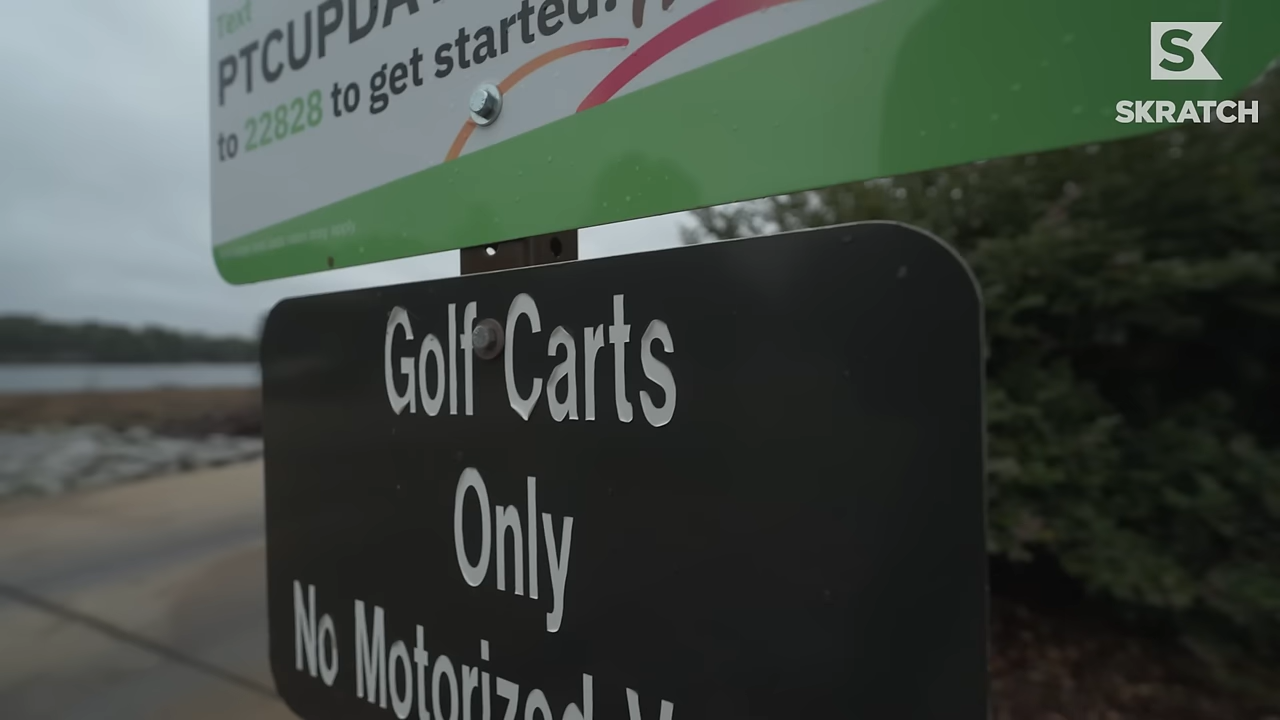 Text
PTCUPDA
to 22828 to get started.
S
SKRATCH
Golf Carts
Only
No Motorized V